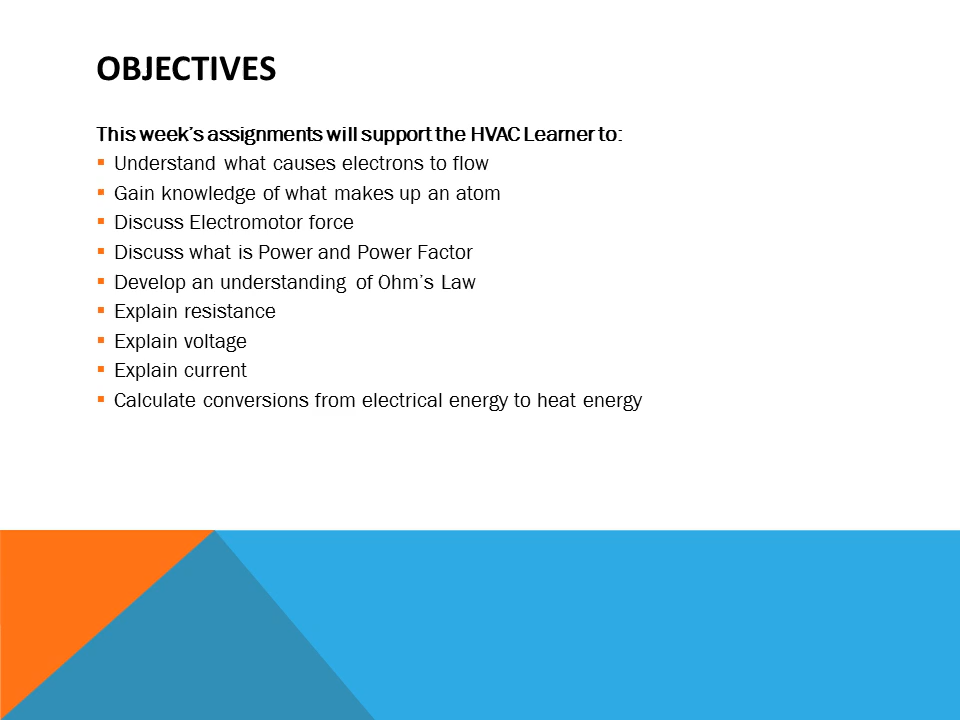 OBJECTIVES
This week's assignments will support the HVAC Learner to:
▪ Understand what causes electrons to flow
▪ Gain knowledge of what makes up an atom
▪ Discuss Electromotor force
▪ Discuss what is Power and Power Factor
▪ Develop an understanding of Ohm's Law
▪ Explain resistance
▪ Explain voltage
▪ Explain current
▪ Calculate conversions from electrical energy to heat energy